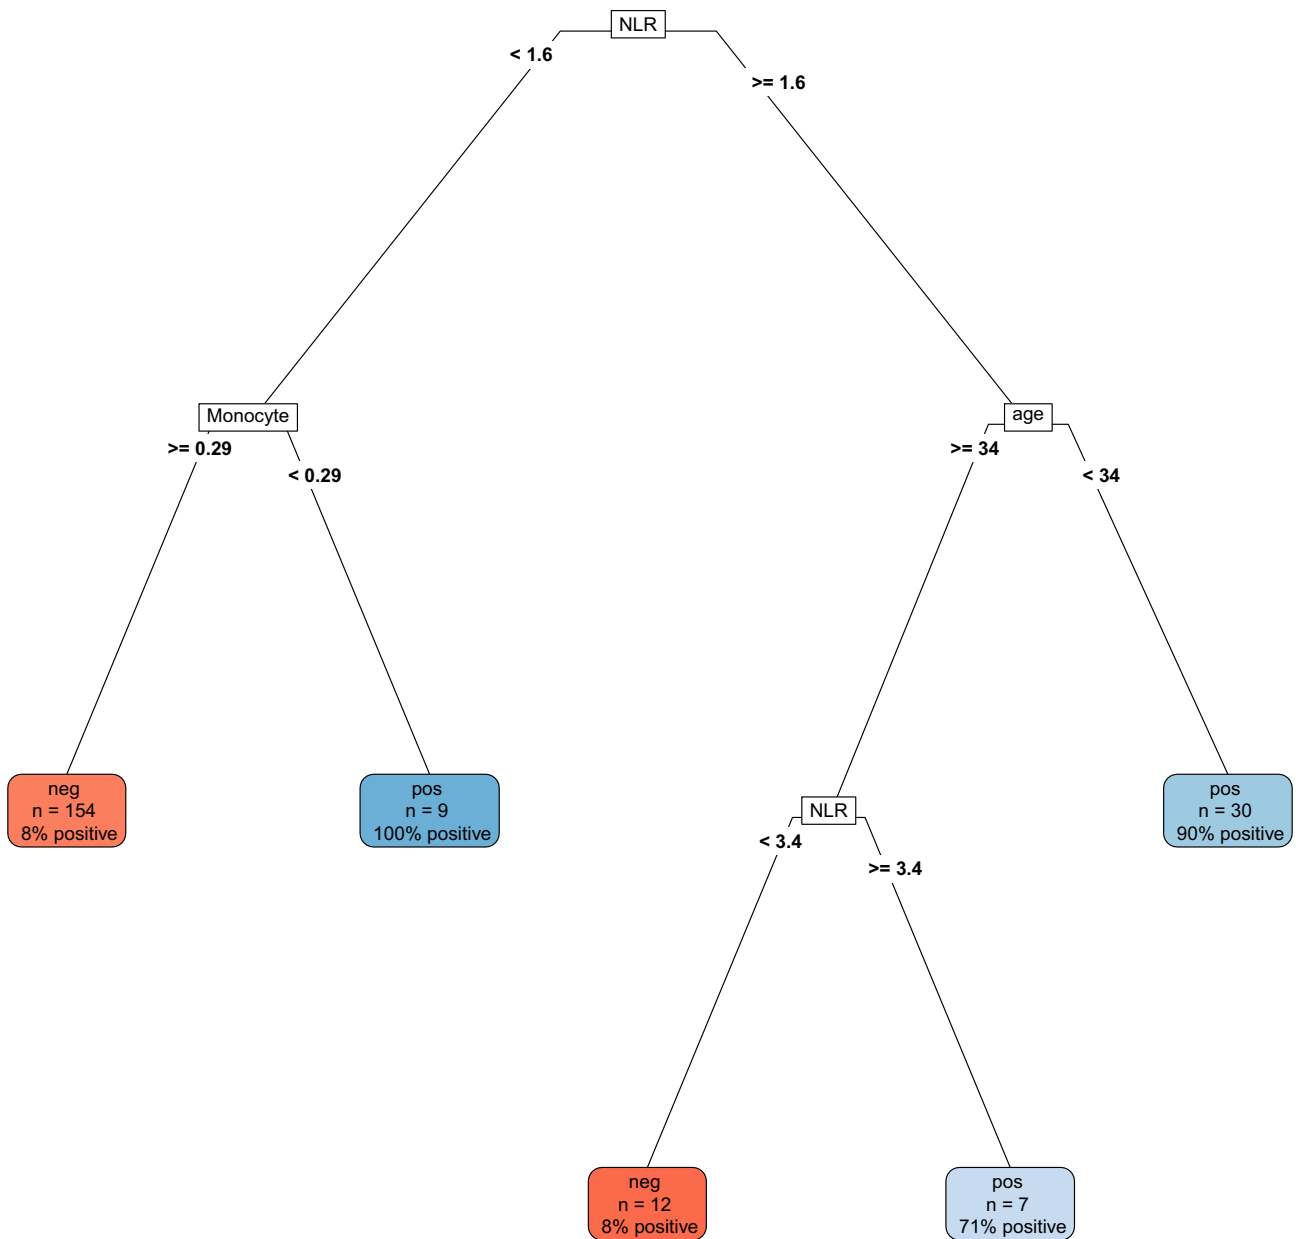 NLR
< 1.6
>= 1.6
Monocyte
age
>= 0.29
< 0.29
>= 34
< 34
neg
n = 154
8% positive
pos
n = 9
100% positive
NLR
pos
n = 30
90% positive
< 3.4
>= 3.4
neg
n = 12
8% positive
pos
n = 7
71% positive